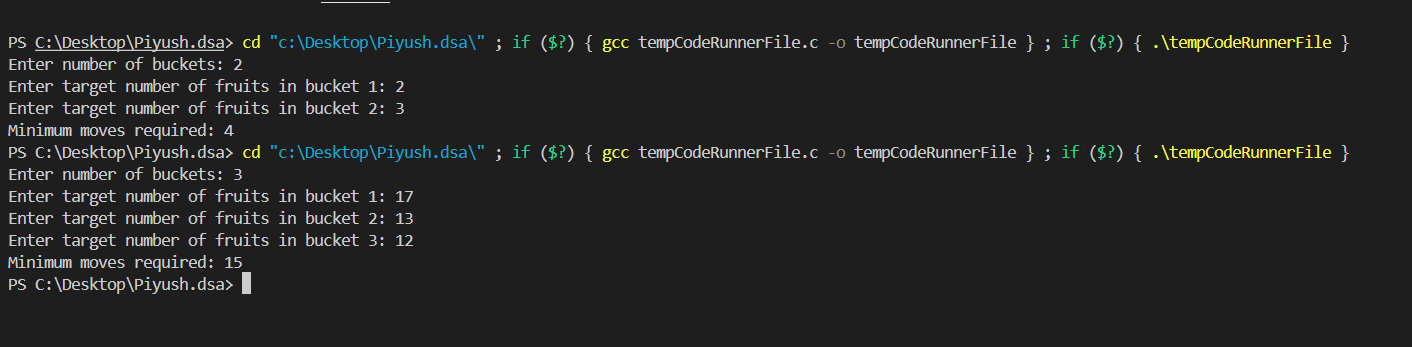 PS C:\Desktop\Piyush.dsa> cd "c:\Desktop\Piyush.dsa\" ; if ($?) { gcc tempCodeRunnerFile.c -o tempCodeRunnerFile } ; if ($?) { .\tempCodeRunnerFile }
Enter number of buckets: 2
Enter target number of fruits in bucket 1: 2
Enter target number of fruits in bucket 2: 3
Minimum moves required: 4
PS C:\Desktop\Piyush.dsa> cd "c:\Desktop\Piyush.dsa\" ; if ($?) { gcc tempCodeRunnerFile.c -o tempCodeRunnerFile } ; if ($?) { .\tempCodeRunnerFile }
Enter number of buckets: 3
Enter target number of fruits in bucket 1: 17
Enter target number of fruits in bucket 2: 13
Enter target number of fruits in bucket 3: 12
Minimum moves required: 15
PS C:\Desktop\Piyush.dsa>